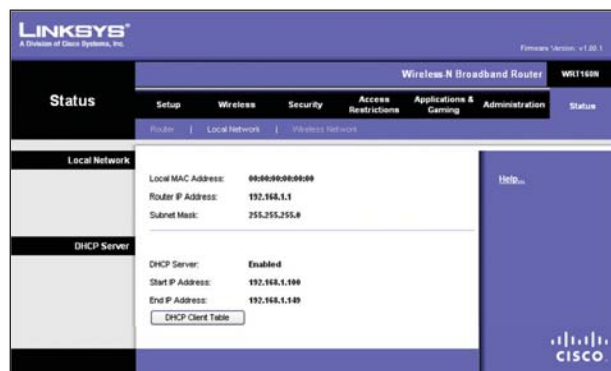 LINKSYS®
A Division of Cisco Systems, Inc.
Firmware Version: v1.00.1
Wireless-N Broadband Router
WRT160N
Status
Setup
Wireless
Security
Access Restrictions
Applications & Gaming
Administration
Status
Router | Local Network | Wireless Network
Local Network
Local MAC Address: 00:00:00:00:00:00
Router IP Address: 192.168.1.1
Subnet Mask: 255.255.255.0
Help...
DHCP Server
DHCP Server: Enabled
Start IP Address: 192.168.1.100
End IP Address: 192.168.1.149
DHCP Client Table
CISCO